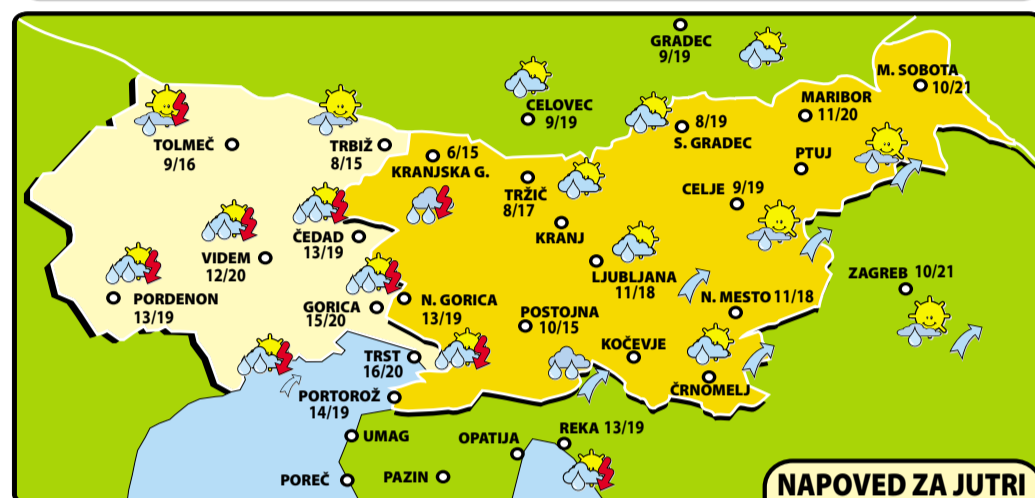 GRADEC
9/19
M. SOBOTA
10/21
CELOVEC
9/19
MARIBOR
11/20
8/19
S. GRADEC
TOLMEČ
9/16
TRBIŽ
8/15
6/15
KRANJSKA G.
PTUJ
TRŽIČ
8/17
CELJE 9/19
KRANJ
ČEDAD
13/19
VIDEM
12/20
LJUBLJANA
11/18
ZAGREB 10/21
PORDENON
13/19
GORICA
15/20
N. GORICA
13/19
N. MESTO 11/18
POSTOJNA
10/15
KOČEVJE
TRST
16/20
ČRNOMELJ
PORTOROŽ
14/19
REKA 13/19
UMAG
OPATIJA
POREČ
PAZIN
NAPOVED ZA JUTRI